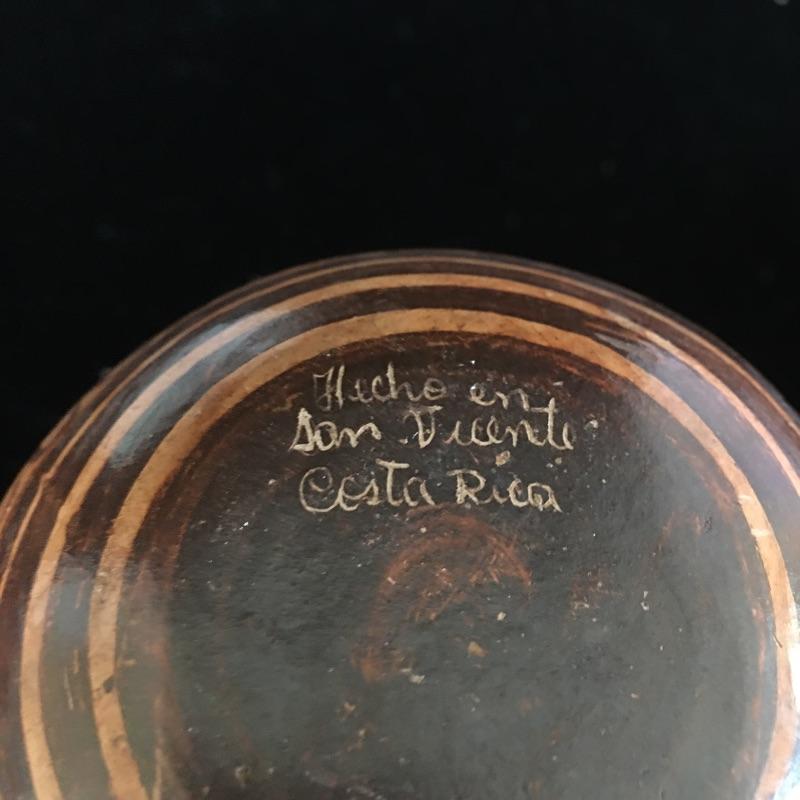 Hecho en
San Vicente
Costa Rica